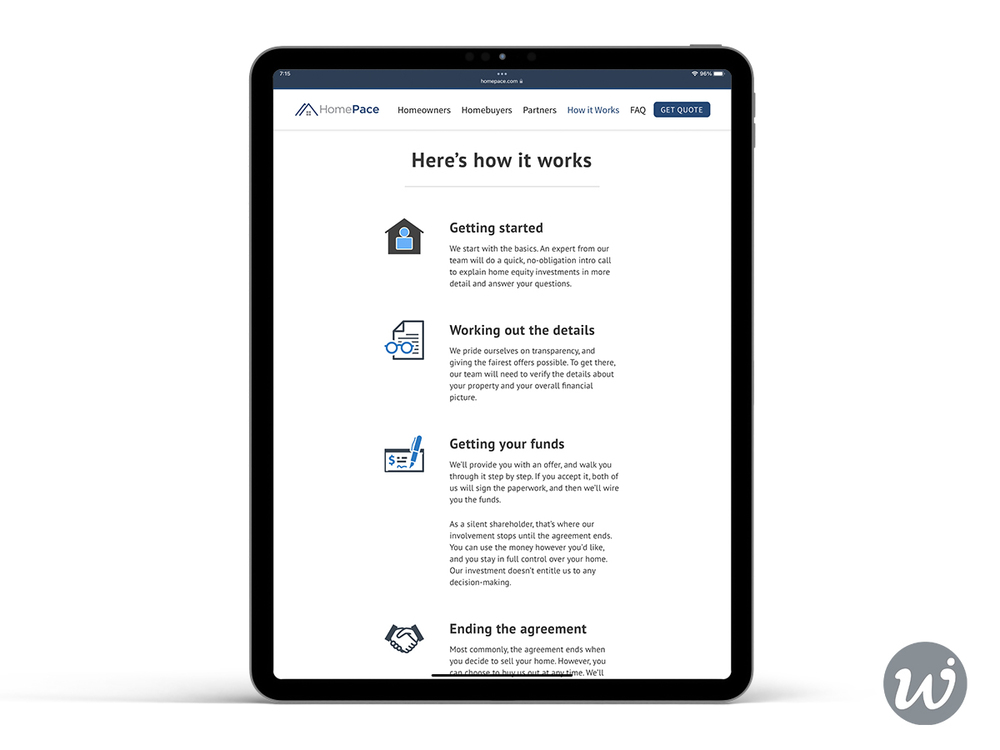 7:15
homepace.com
96%
HomePace
Homeowners Homebuyers Partners How it Works FAQ GET QUOTE
Here's how it works
Getting started
We start with the basics. An expert from our
team will do a quick, no-obligation intro call
to explain home equity investments in more
detail and answer your questions.
Working out the details
We pride ourselves on transparency, and
giving the fairest offers possible. To get there,
our team will need to verify the details about
your property and your overall financial
picture.
$
Getting your funds
We'll provide you with an offer, and walk you
through it step by step. If you accept it, both of
us will sign the paperwork, and then we'll wire
you the funds.
As a silent shareholder, that's where our
involvement stops until the agreement ends.
You can use the money however you'd like,
and you stay in full control over your home.
Our investment doesn't entitle us to any
decision-making.
Ending the agreement
Most commonly, the agreement ends when
you decide to sell your home. However, you
can choose to buy us out at any time. We'll
wi